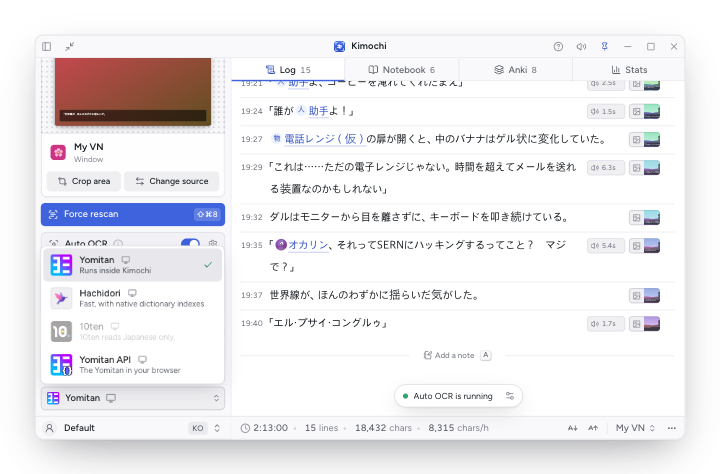 Kimochi
Log 15
Notebook 6
Anki 8
Stats
My VN
Window
Crop area
Change source
Force rescan
⇧⌘8
Auto OCR
Yomitan
Runs inside Kimochi
Hachidori
Fast, with native dictionary indexes
10ten
10ten reads Japanese only.
Yomitan API
The Yomitan in your browser
Yomitan
Default
KO
19:21 「人 助手よ、コーヒーを淹れてくれたまえ」 2.5s
19:24 「誰が 人 助手よ！」 1.5s
19:27 物 電話レンジ（仮）の扉が開くと、中のバナナはゲル状に変化していた。
19:29 「これは……ただの電子レンジじゃない。時間を超えてメールを送れ 6.3s
る装置なのかもしれない」
19:32 ダルはモニターから目を離さずに、キーボードを叩き続けている。
19:35 「オカリン、それってSERNにハッキングするってこと？　マジ 5.4s
で？」
19:37 世界線が、ほんのわずかに揺らいだ気がした。
19:40 「エル・プサイ・コングルゥ」 1.7s
Add a note A
Auto OCR is running
2:13:00 • 15 lines • 18,432 chars • 8,315 chars/h
A↓ A↑ My VN